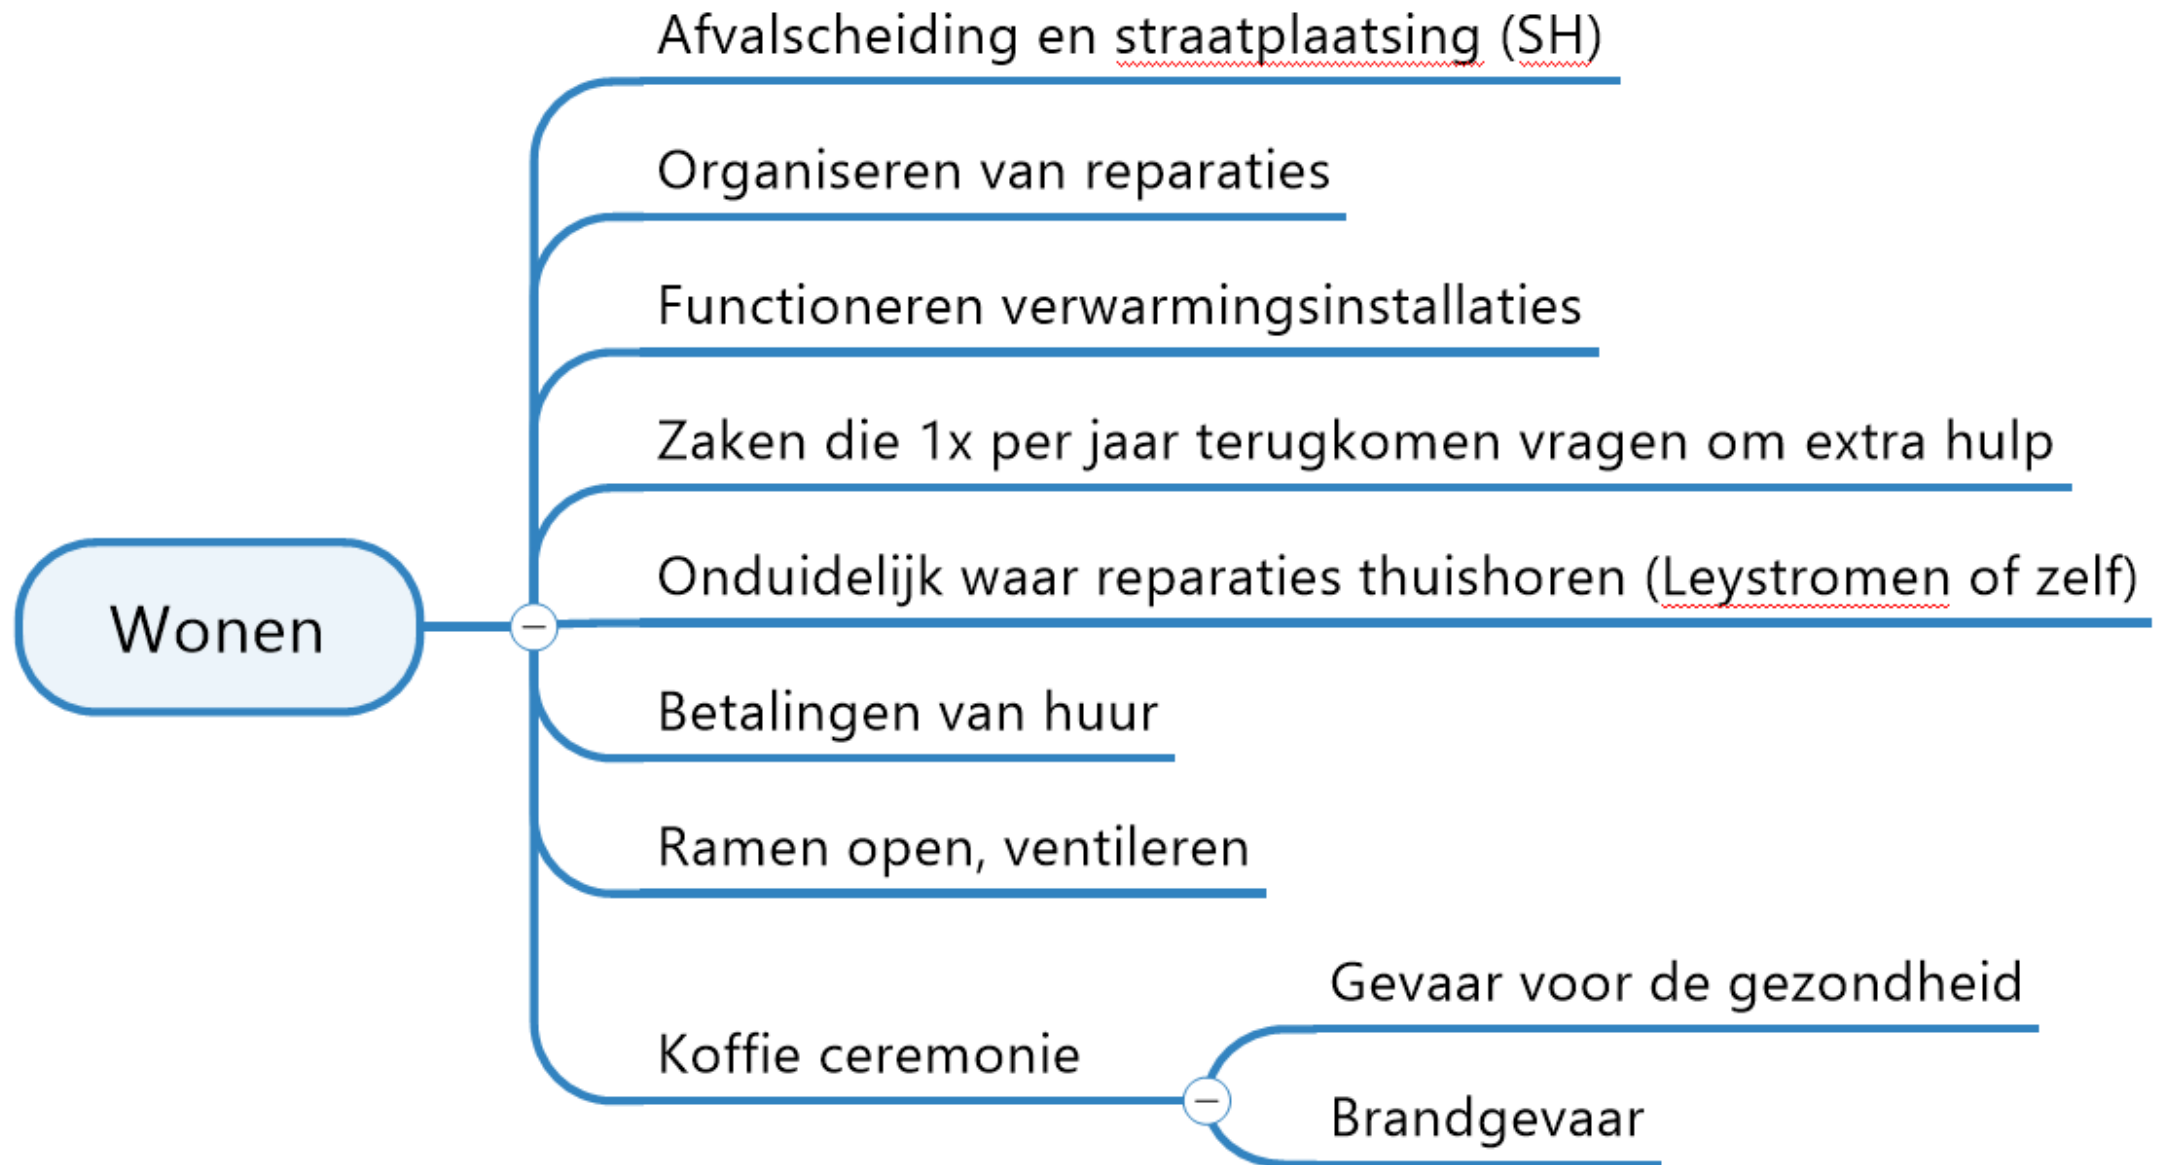 Afvalscheiding en straatplaatsing (SH)
Organiseren van reparaties
Functioneren verwarmingsinstallaties
Zaken die 1x per jaar terugkomen vragen om extra hulp
Onduidelijk waar reparaties thuishoren (Leystromen of zelf)
Wonen
Betalingen van huur
Ramen open, ventileren
Koffie ceremonie
Gevaar voor de gezondheid
Brandgevaar